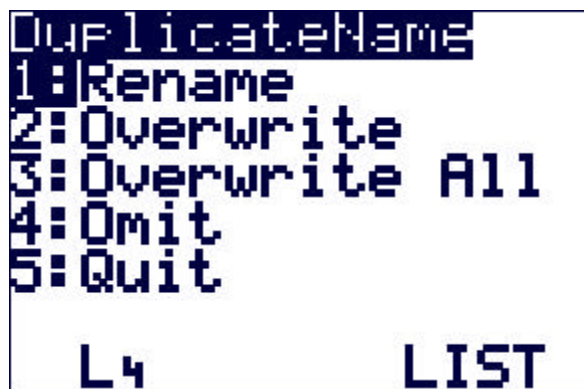 DuplicateName
1:Rename
2:Overwrite
3:Overwrite All
4:Omit
5:Quit
L₄ LIST